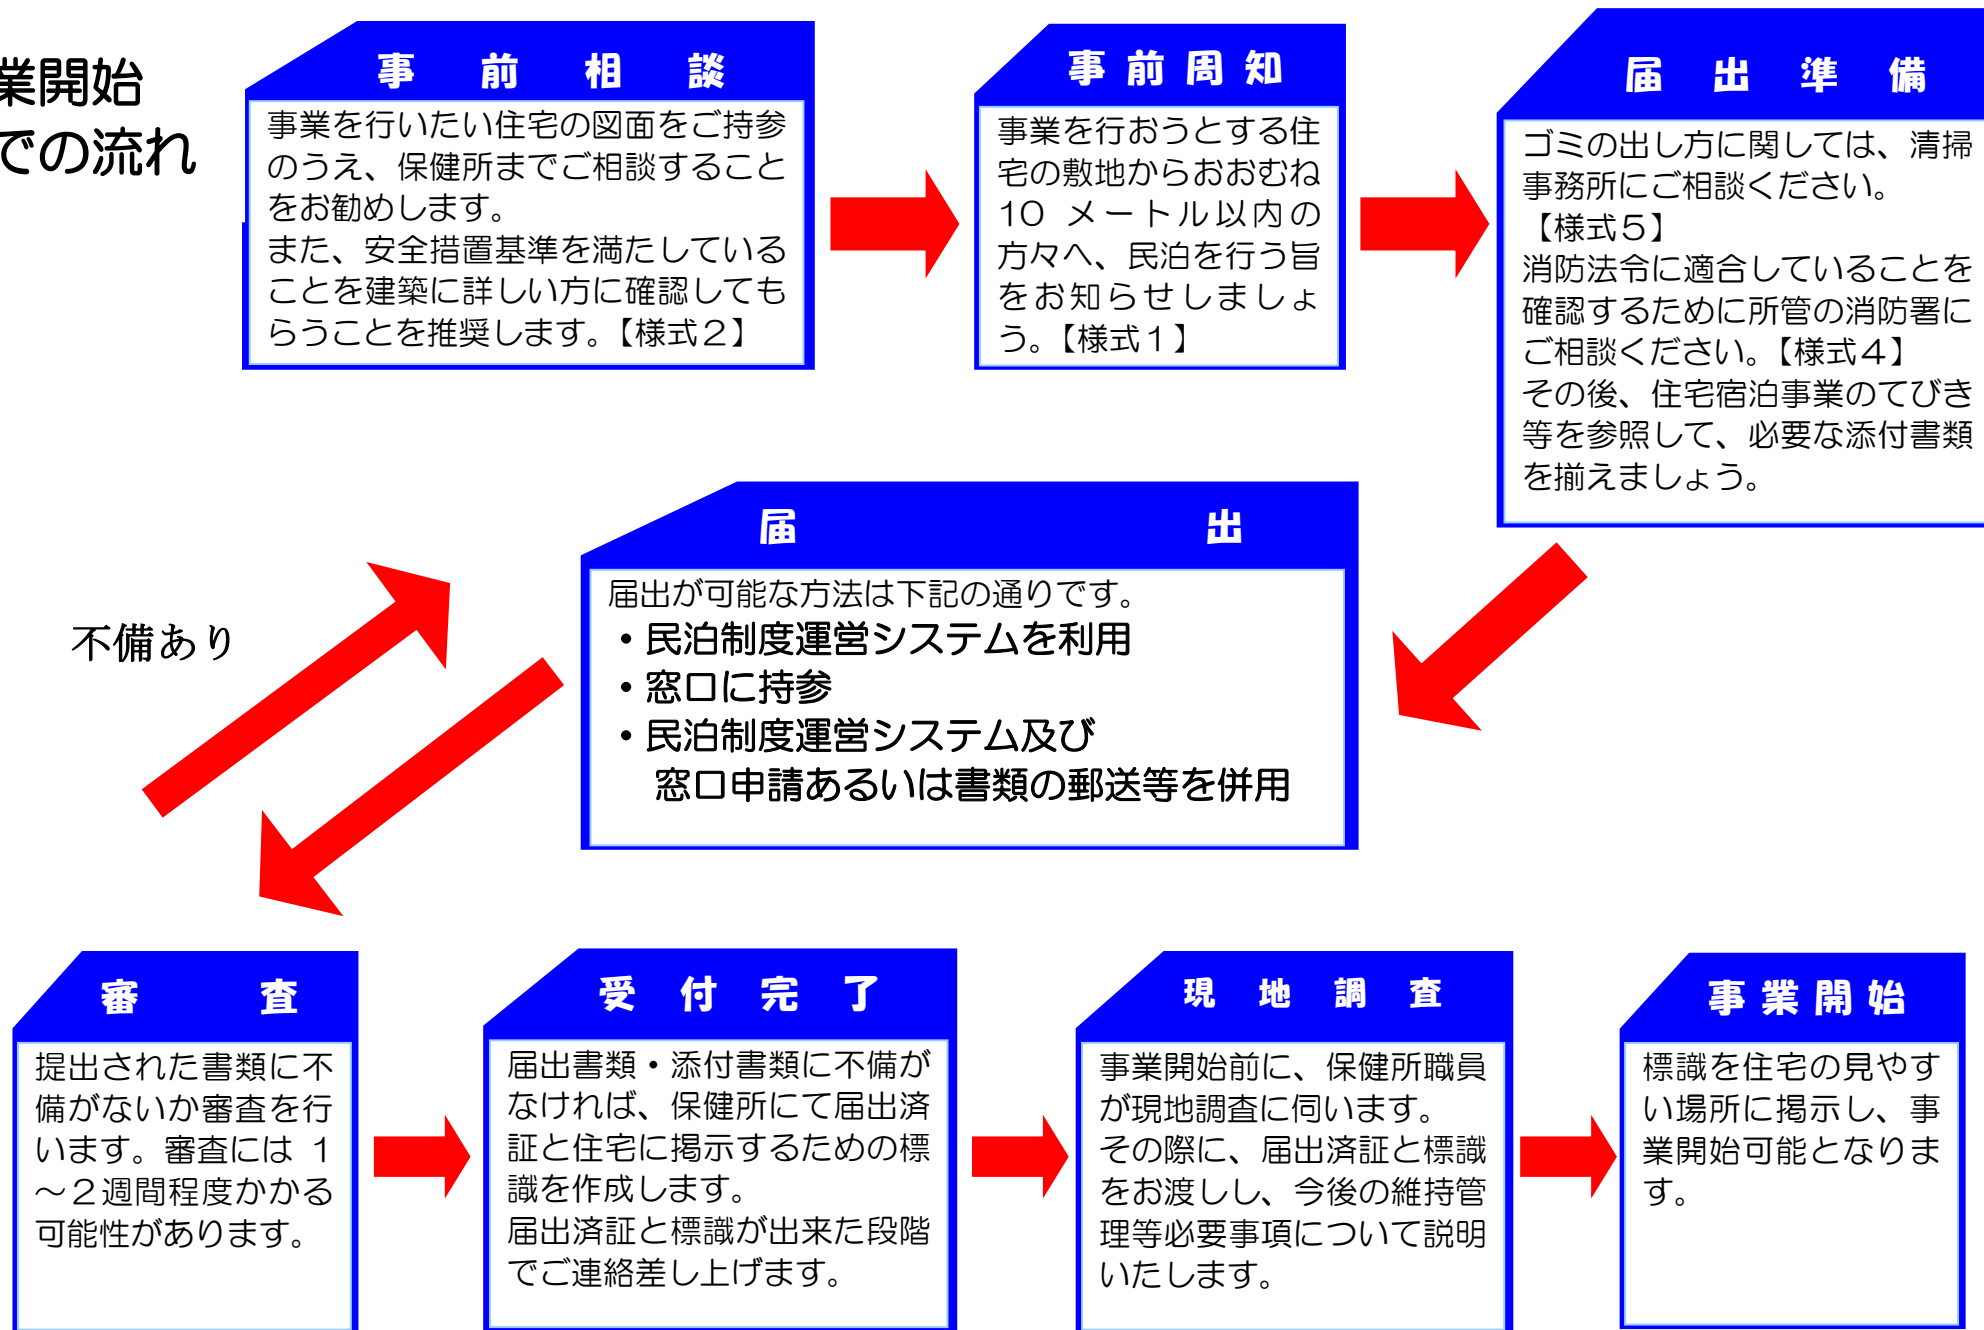 業開始
での流れ
事前相談
事業を行いたい住宅の図面をご持参
のうえ、保健所までご相談すること
をお勧めします。
また、安全措置基準を満たしている
ことを建築に詳しい方に確認しても
らうことを推奨します。【様式２】
事前周知
事業を行おうとする住
宅の敷地からおおむね
10 メートル以内の
方々へ、民泊を行う旨
をお知らせしましょ
う。【様式１】
届出準備
ゴミの出し方に関しては、清掃
事務所にご相談ください。
【様式５】
消防法令に適合していることを
確認するために所管の消防署に
ご相談ください。【様式４】
その後、住宅宿泊事業のてびき
等を参照して、必要な添付書類
を揃えましょう。
届出
届出が可能な方法は下記の通りです。
・民泊制度運営システムを利用
・窓口に持参
・民泊制度運営システム及び
窓口申請あるいは書類の郵送等を併用
不備あり
審査
提出された書類に不
備がないか審査を行
います。審査には 1
～２週間程度かかる
可能性があります。
受付完了
届出書類・添付書類に不備が
なければ、保健所にて届出済
証と住宅に掲示するための標
識を作成します。
届出済証と標識が出来た段階
でご連絡差し上げます。
現地調査
事業開始前に、保健所職員
が現地調査に伺います。
その際に、届出済証と標識
をお渡しし、今後の維持管
理等必要事項について説明
いたします。
事業開始
標識を住宅の見やす
い場所に掲示し、事
業開始可能となりま
す。